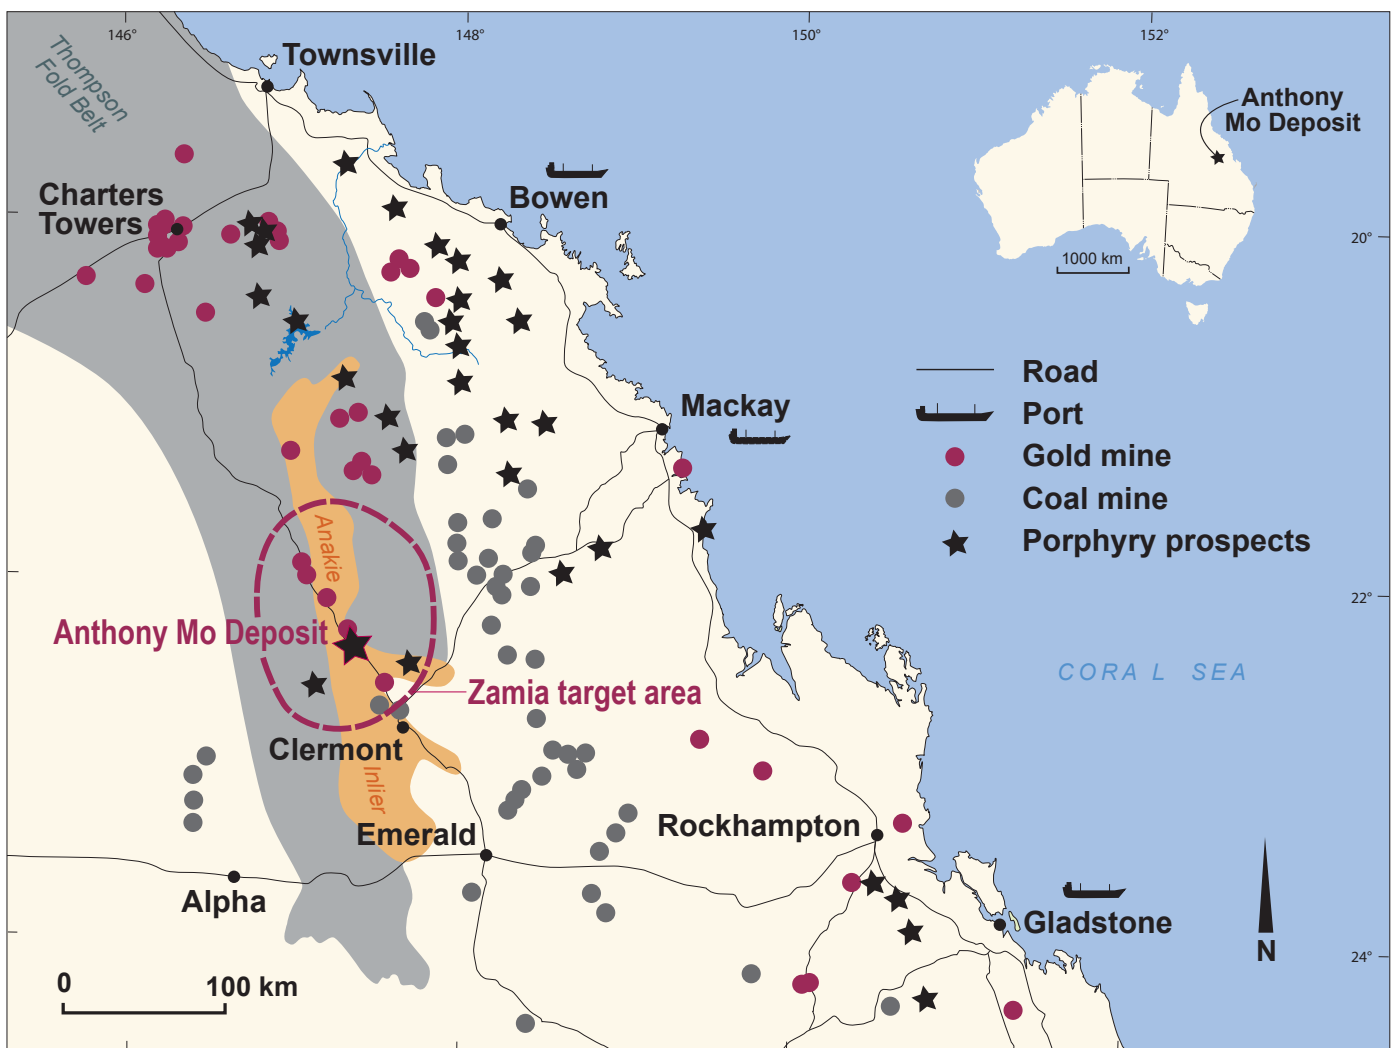 146°
148°
150°
152°
Thompson
Fold Belt
Townsville
Anthony
Mo Deposit
Charters
Towers
Bowen
20°
1000 km
Road
Port
Gold mine
Coal mine
Porphyry prospects
Mackay
Anakie
22°
Anthony Mo Deposit
CORAL SEA
Zamia target area
Clermont
Inlier
Emerald
Rockhampton
Alpha
Gladstone
N
24°
0
100 km